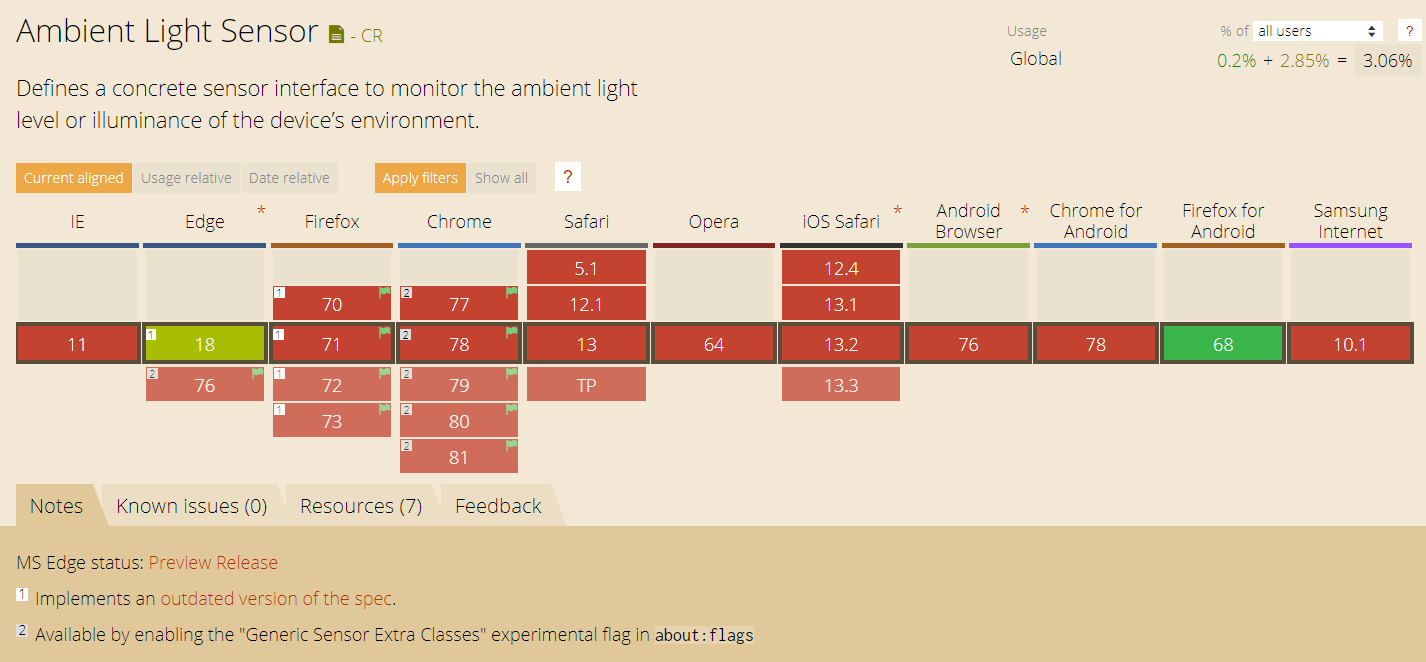 Ambient Light Sensor - CR
Usage % of all users ?
Global 0.2% + 2.85% = 3.06%
Defines a concrete sensor interface to monitor the ambient light
level or illuminance of the device’s environment.
Current aligned Usage relative Date relative Apply filters Show all ?
IE Edge * Firefox Chrome Safari Opera iOS Safari * Android Browser * Chrome for Android Firefox for Android Samsung Internet
5.1 12.4
1 70 2 77 12.1 13.1
11 1 18 1 71 2 78 13 64 13.2 76 78 68 10.1
2 76 1 72 2 79 TP 13.3
1 73 2 80
2 81
Notes Known issues (0) Resources (7) Feedback
MS Edge status: Preview Release
1 Implements an outdated version of the spec.
2 Available by enabling the "Generic Sensor Extra Classes" experimental flag in about:flags